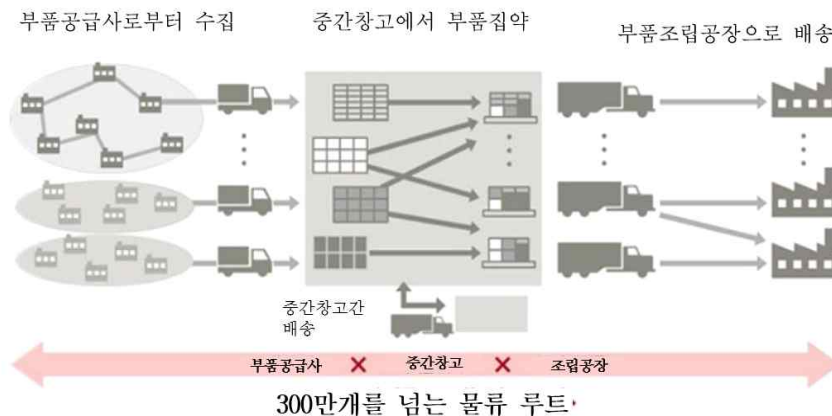 부품공급사로부터 수집
중간창고에서 부품집약
부품조립공장으로 배송
중간창고간
배송
부품공급사 × 중간창고 × 조립공장
300만개를 넘는 물류 루트